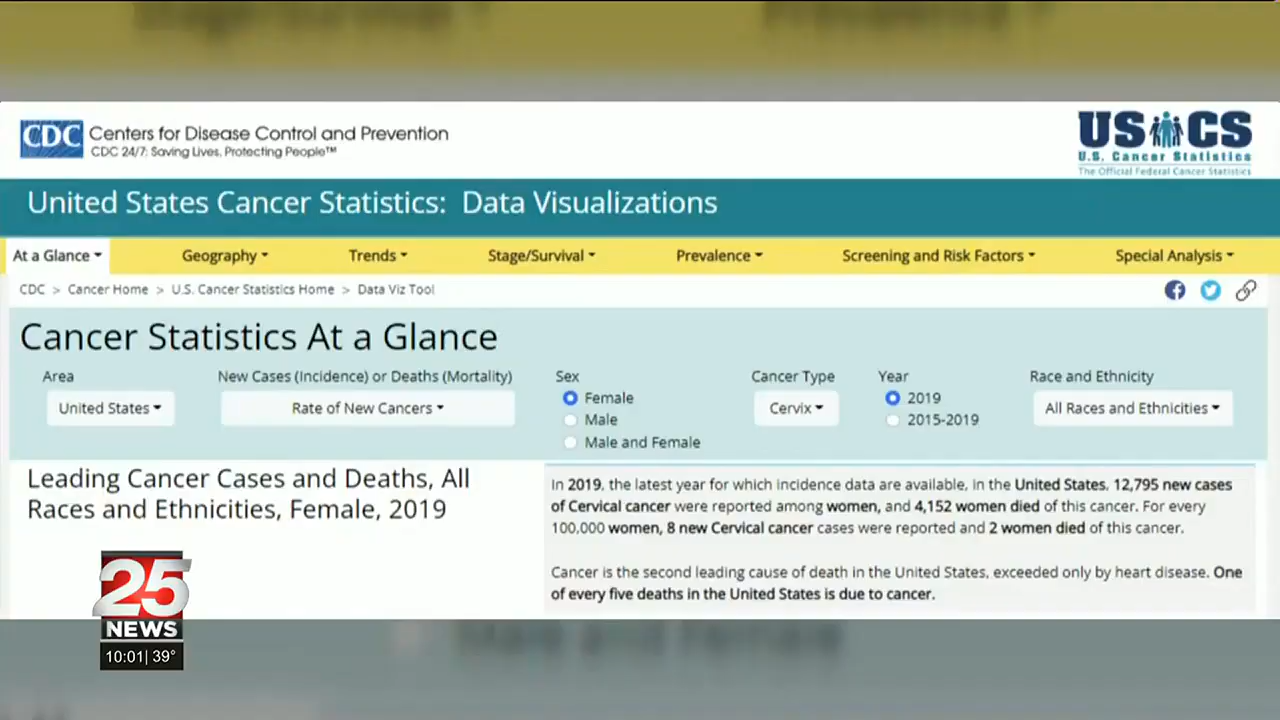 CDC Centers for Disease Control and Prevention
CDC 24/7: Saving Lives, Protecting People™
US CS
U.S. Cancer Statistics
The Official Federal Cancer Statistics
United States Cancer Statistics: Data Visualizations
At a Glance Geography Trends Stage/Survival Prevalence Screening and Risk Factors Special Analysis
CDC > Cancer Home > U.S. Cancer Statistics Home > Data Viz Tool
Cancer Statistics At a Glance
Area New Cases (Incidence) or Deaths (Mortality) Sex Cancer Type Year Race and Ethnicity
United States Rate of New Cancers Female Cervix 2019 All Races and Ethnicities
Male 2015-2019
Male and Female
Leading Cancer Cases and Deaths, All
Races and Ethnicities, Female, 2019
In 2019, the latest year for which incidence data are available, in the United States, 12,795 new cases
of Cervical cancer were reported among women, and 4,152 women died of this cancer. For every
100,000 women, 8 new Cervical cancer cases were reported and 2 women died of this cancer.
Cancer is the second leading cause of death in the United States, exceeded only by heart disease. One
of every five deaths in the United States is due to cancer.
25
NEWS
10:01| 39°
Male and Female